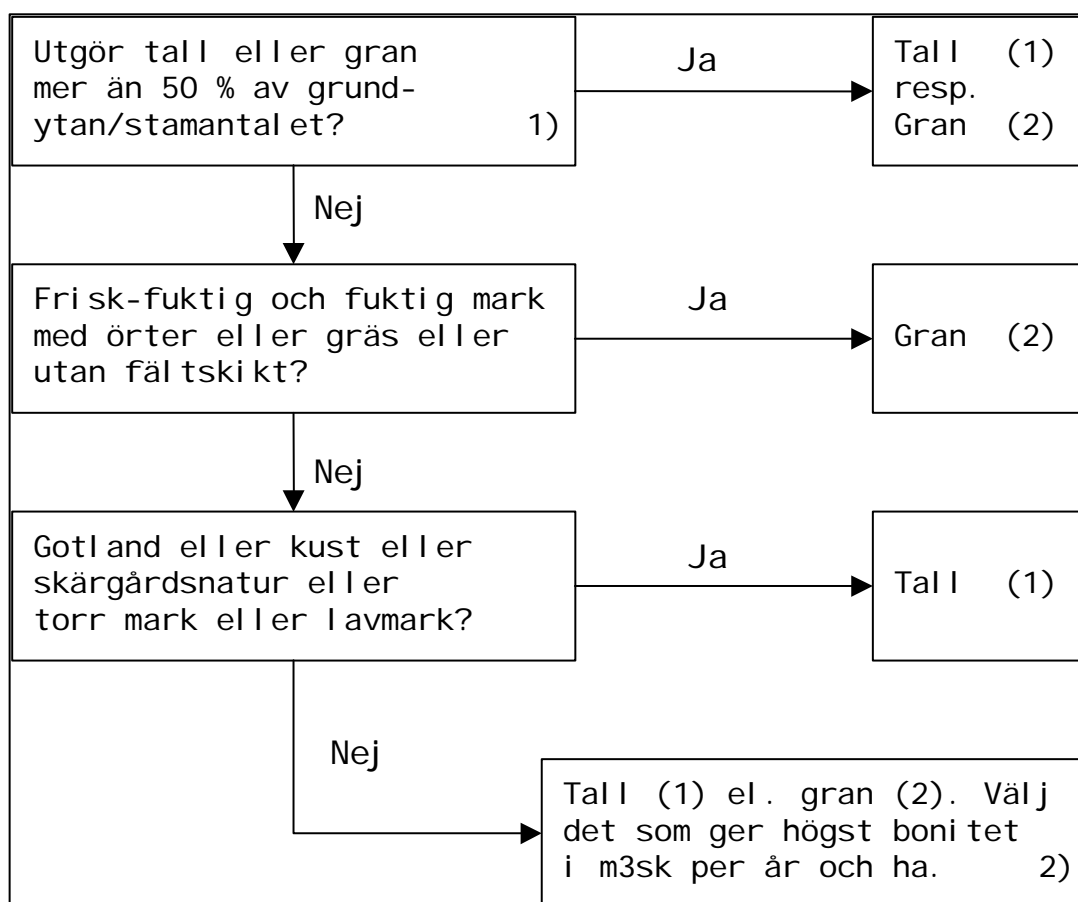 Utgör tall eller gran
mer än 50 % av grund-
ytan/stamantalet? 1)
Ja
Tall (1)
resp.
Gran (2)
Nej
Frisk-fuktig och fuktig mark
med örter eller gräs eller
utan fältskikt?
Ja
Gran (2)
Nej
Gotland eller kust eller
skärgårdsnatur eller
torr mark eller lavmark?
Ja
Tall (1)
Nej
Tall (1) el. gran (2). Välj
det som ger högst bonitet
i m3sk per år och ha. 2)